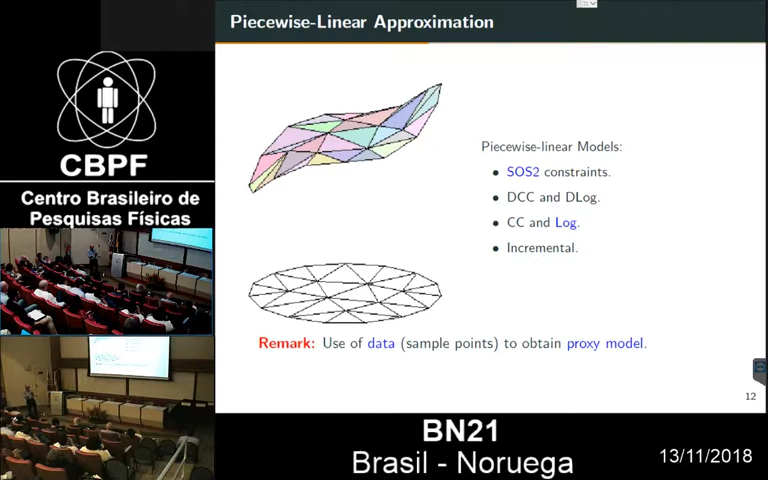 Piecewise-Linear Approximation
CBPF
Centro Brasileiro de
Pesquisas Físicas
Piecewise-linear Models:
• SOS2 constraints.
• DCC and DLog.
• CC and Log.
• Incremental.
Remark: Use of data (sample points) to obtain proxy model.
12
BN21
Brasil - Noruega
13/11/2018